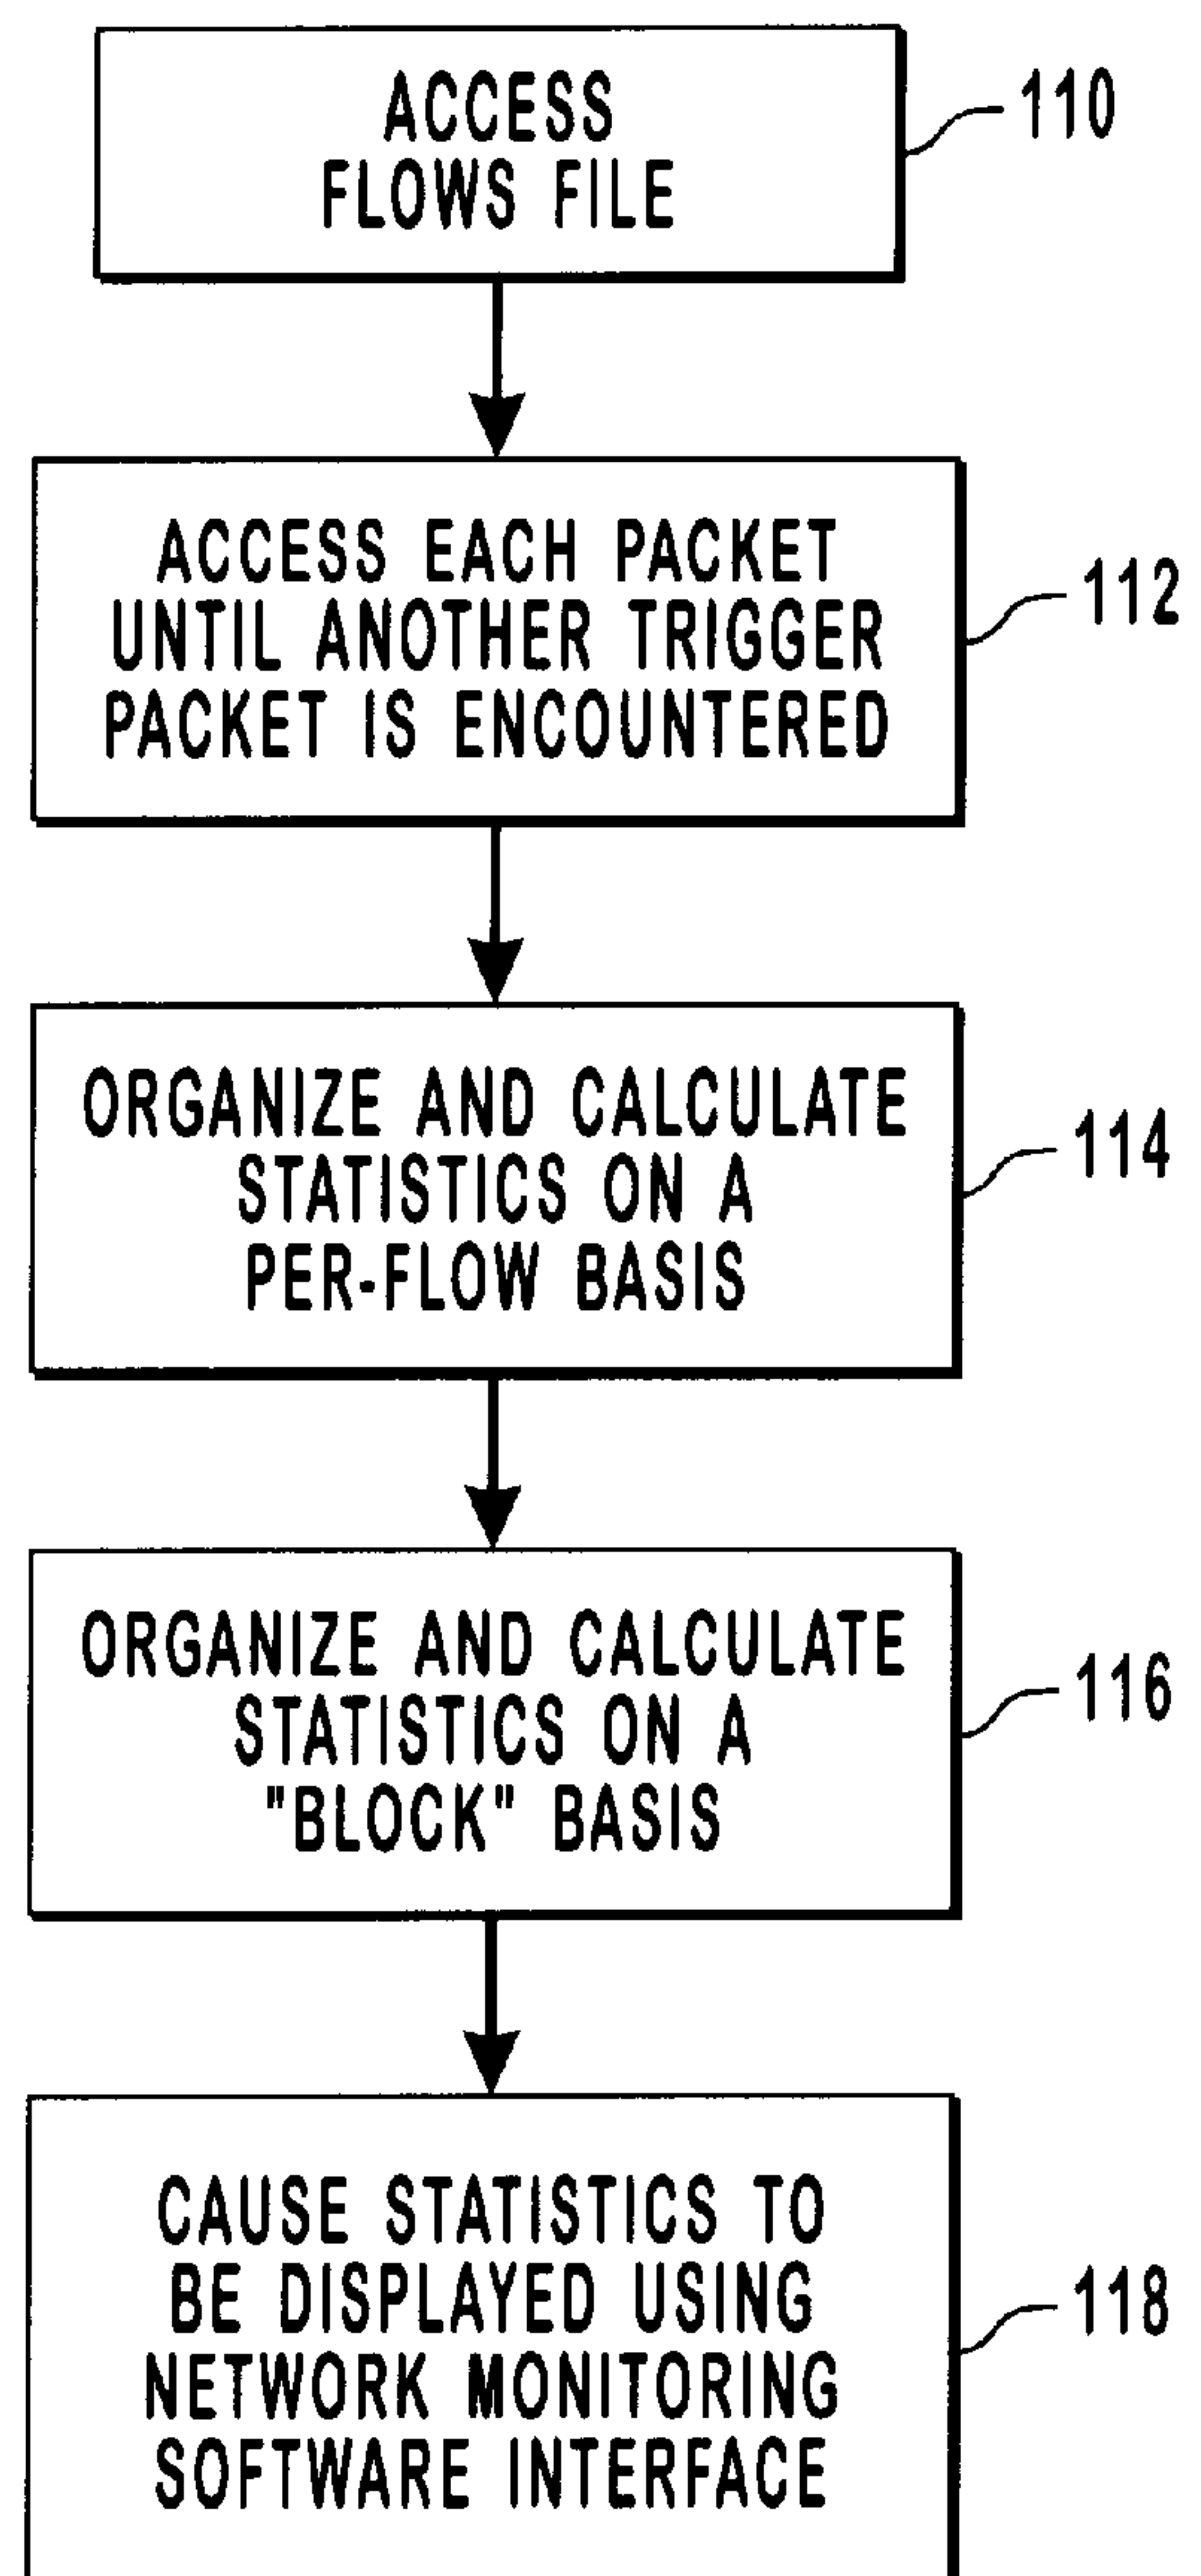 ACCESS
FLOWS FILE
110
ACCESS EACH PACKET
UNTIL ANOTHER TRIGGER
PACKET IS ENCOUNTERED
112
ORGANIZE AND CALCULATE
STATISTICS ON A
PER-FLOW BASIS
114
ORGANIZE AND CALCULATE
STATISTICS ON A
"BLOCK" BASIS
116
CAUSE STATISTICS TO
BE DISPLAYED USING
NETWORK MONITORING
SOFTWARE INTERFACE
118